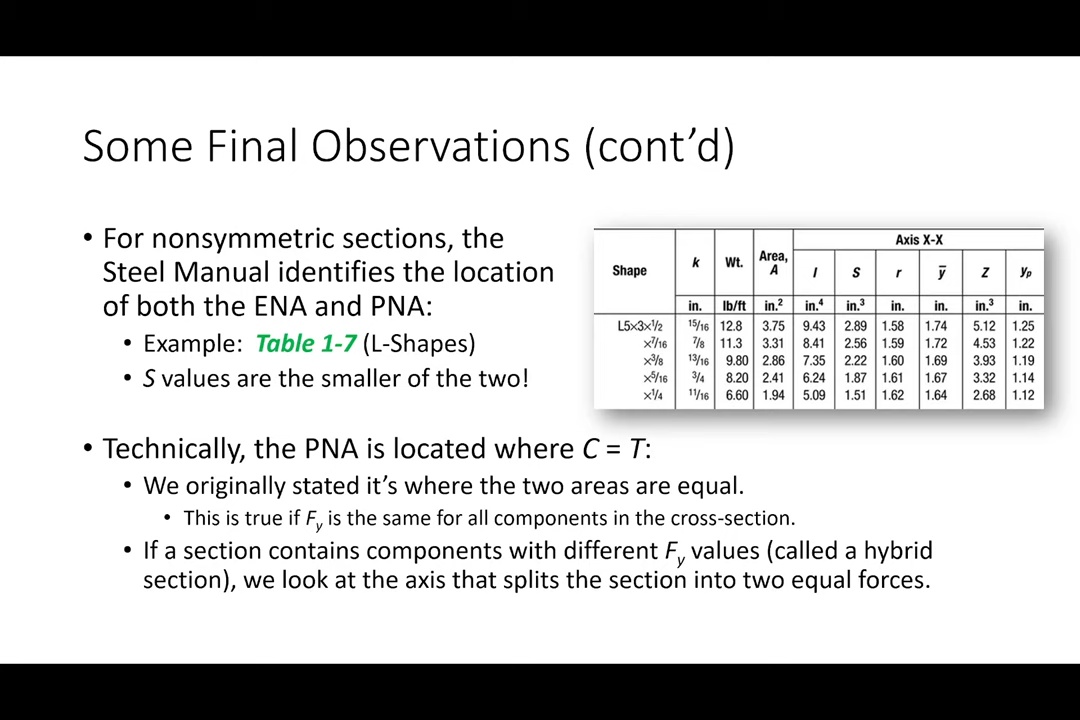 Some Final Observations (cont'd)
• For nonsymmetric sections, the
Steel Manual identifies the location
of both the ENA and PNA:
• Example: Table 1-7 (L-Shapes)
• S values are the smaller of the two!
Axis X-X
Shape k Wt. Area, A I S r y̅ Z yp
in. lb/ft in.² in.⁴ in.³ in. in. in.³ in.
L5×3×1/2 15/16 12.8 3.75 9.43 2.89 1.58 1.74 5.12 1.25
×7/16 7/8 11.3 3.31 8.41 2.56 1.59 1.72 4.53 1.22
×3/8 13/16 9.80 2.86 7.35 2.22 1.60 1.69 3.93 1.19
×5/16 3/4 8.20 2.41 6.24 1.87 1.61 1.67 3.32 1.14
×1/4 11/16 6.60 1.94 5.09 1.51 1.62 1.64 2.68 1.12
• Technically, the PNA is located where C = T:
• We originally stated it's where the two areas are equal.
• This is true if Fy is the same for all components in the cross-section.
• If a section contains components with different Fy values (called a hybrid
section), we look at the axis that splits the section into two equal forces.